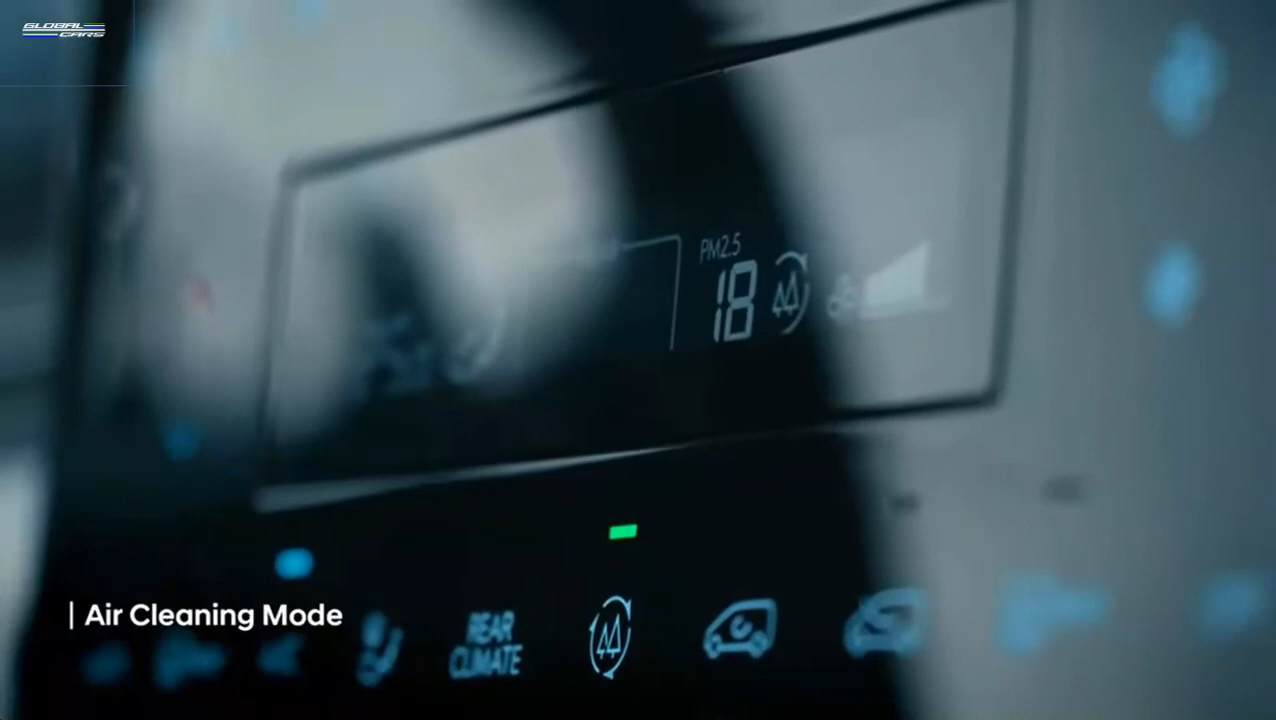 GLOBAL
CARS
PM2.5
18
| Air Cleaning Mode
REAR
CLIMATE